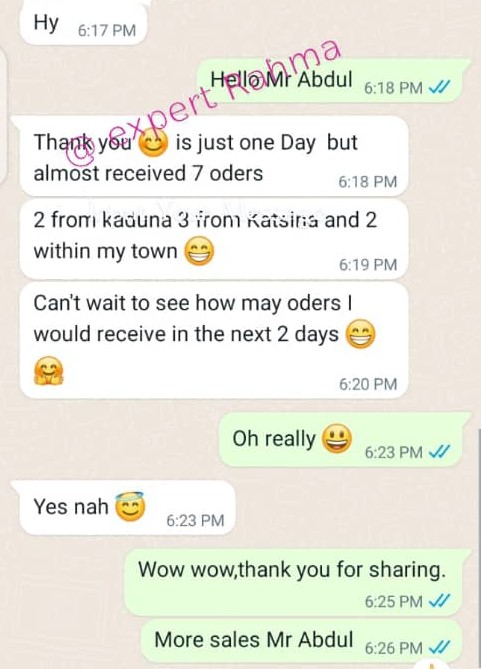 Hy 6:17 PM
@ expert Rahma
Hello Mr Abdul 6:18 PM
Thank you 😊 is just one Day but
almost received 7 oders
6:18 PM
2 from kaduna 3 from Katsina and 2
within my town 😁
6:19 PM
Can't wait to see how may oders I
would receive in the next 2 days 😁
🤗
6:20 PM
Oh really 😃 6:23 PM
Yes nah 😇 6:23 PM
Wow wow,thank you for sharing.
6:25 PM
More sales Mr Abdul 6:26 PM